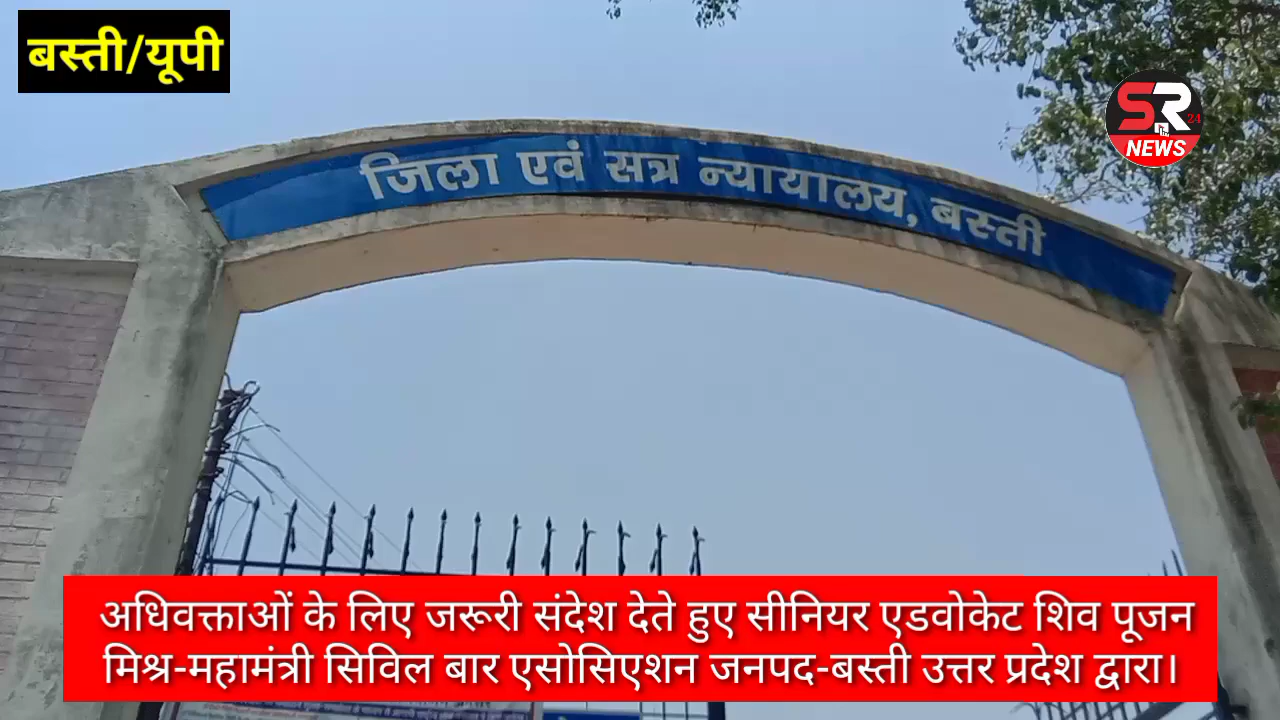 बस्ती/यूपी
SR
24
NEWS
जिला एवं सत्र न्यायालय, बस्ती
अधिवक्ताओं के लिए जरूरी संदेश देते हुए सीनियर एडवोकेट शिव पूजन
मिश्र-महामंत्री सिविल बार एसोसिएशन जनपद-बस्ती उत्तर प्रदेश द्वारा।